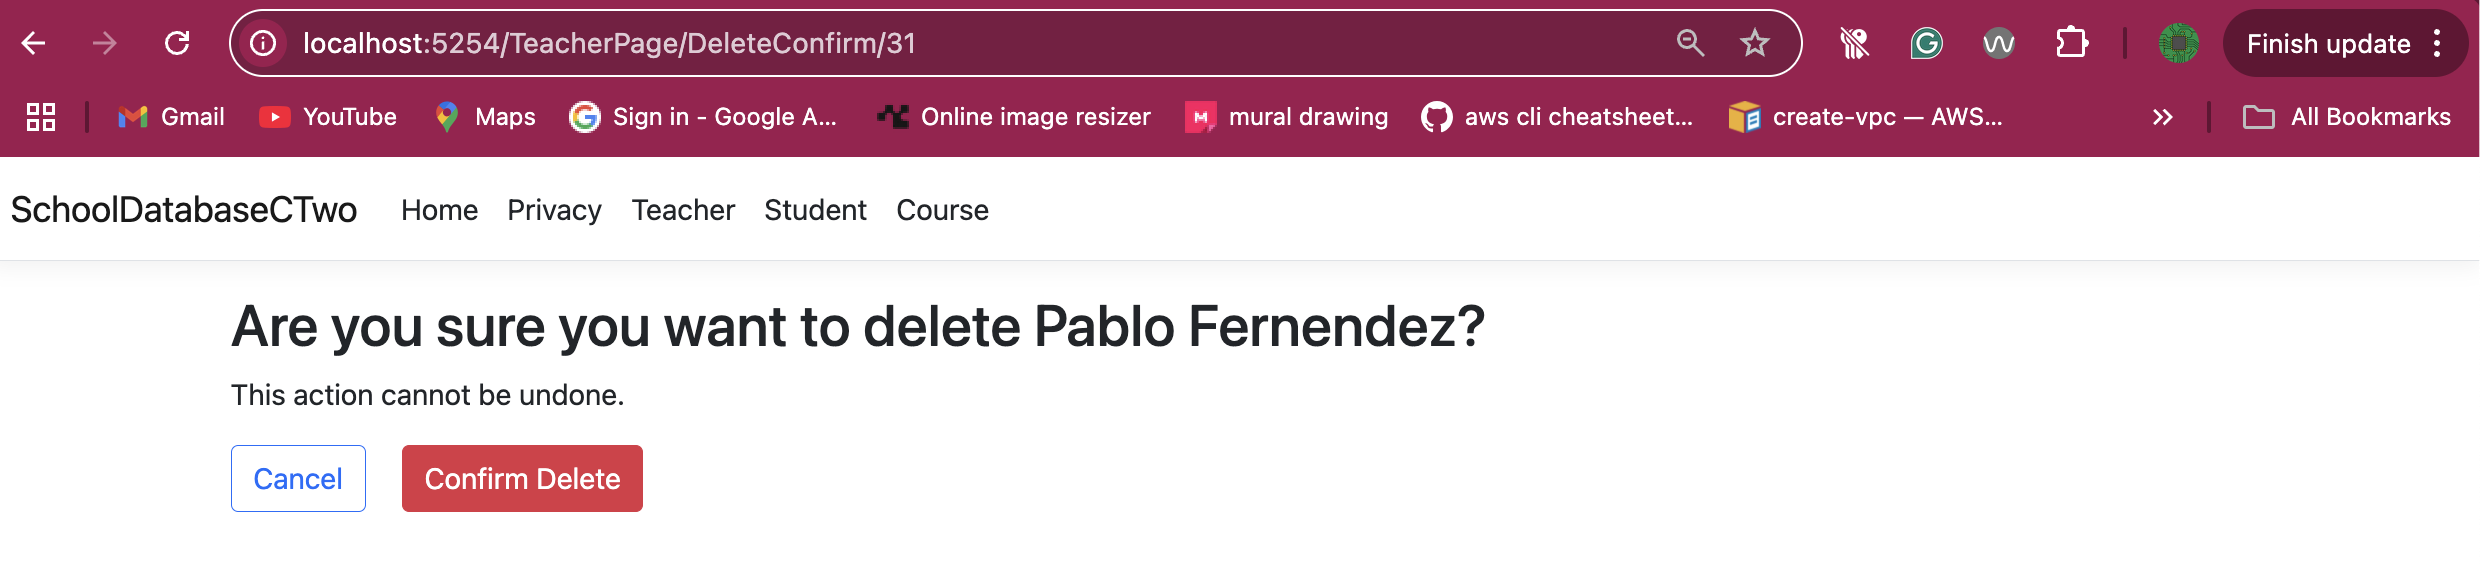 localhost:5254/TeacherPage/DeleteConfirm/31 Finish update
Gmail YouTube Maps Sign in - Google A... Online image resizer mural drawing aws cli cheatsheet... create-vpc — AWS... All Bookmarks
SchoolDatabaseCTwo Home Privacy Teacher Student Course
Are you sure you want to delete Pablo Fernendez?
This action cannot be undone.
Cancel Confirm Delete